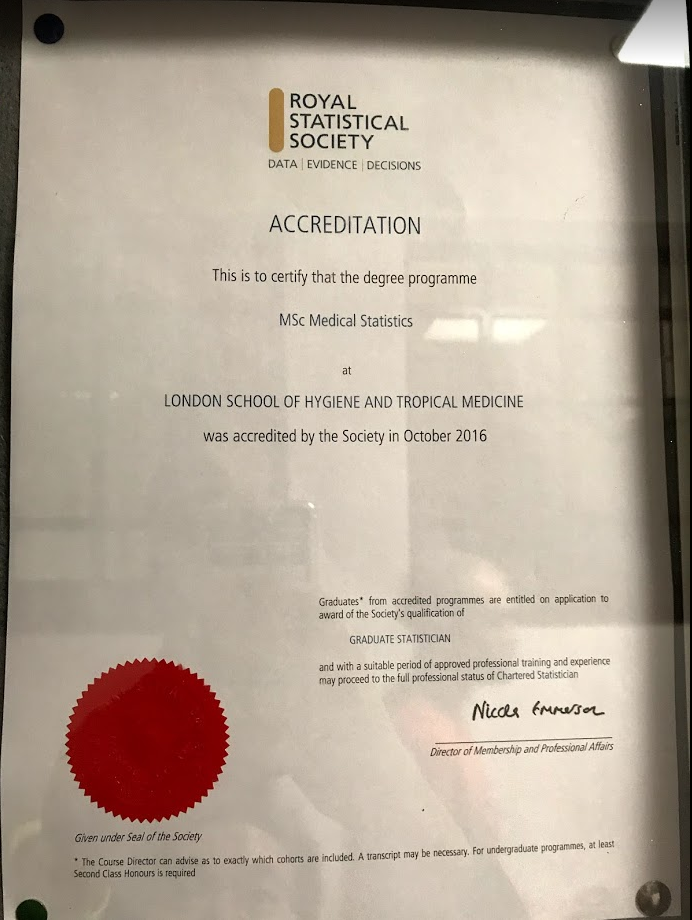 ROYAL
STATISTICAL
SOCIETY
DATA | EVIDENCE | DECISIONS
ACCREDITATION
This is to certify that the degree programme
MSc Medical Statistics
at
LONDON SCHOOL OF HYGIENE AND TROPICAL MEDICINE
was accredited by the Society in October 2016
Graduates* from accredited programmes are entitled on application to
award of the Society's qualification of
GRADUATE STATISTICIAN
and with a suitable period of approved professional training and experience
may proceed to the full professional status of Chartered Statistician
Nicola Emmerson
Director of Membership and Professional Affairs
Given under Seal of the Society
* The Course Director can advise as to exactly which cohorts are included. A transcript may be necessary. For undergraduate programmes, at least
Second Class Honours is required